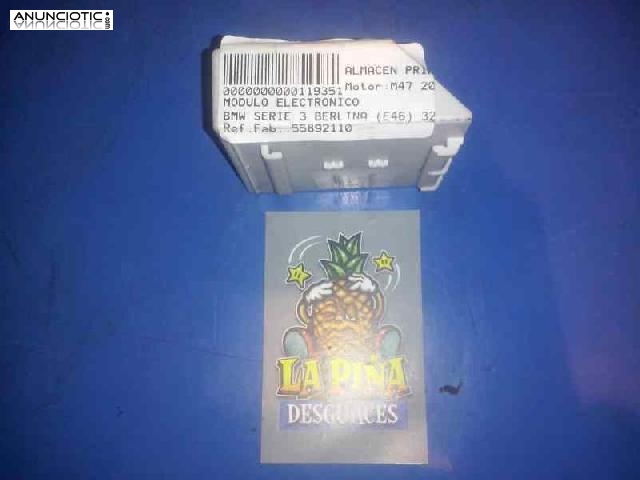 ANUNCIOTIC.com
ALMACEN PRI
0000000000119351 Motor:M47 20
MODULO ELECTRONICO
BMW SERIE 3 BERLINA (E46) 32
Ref.Fab.:55892110
LA PIÑA
DESGUACES